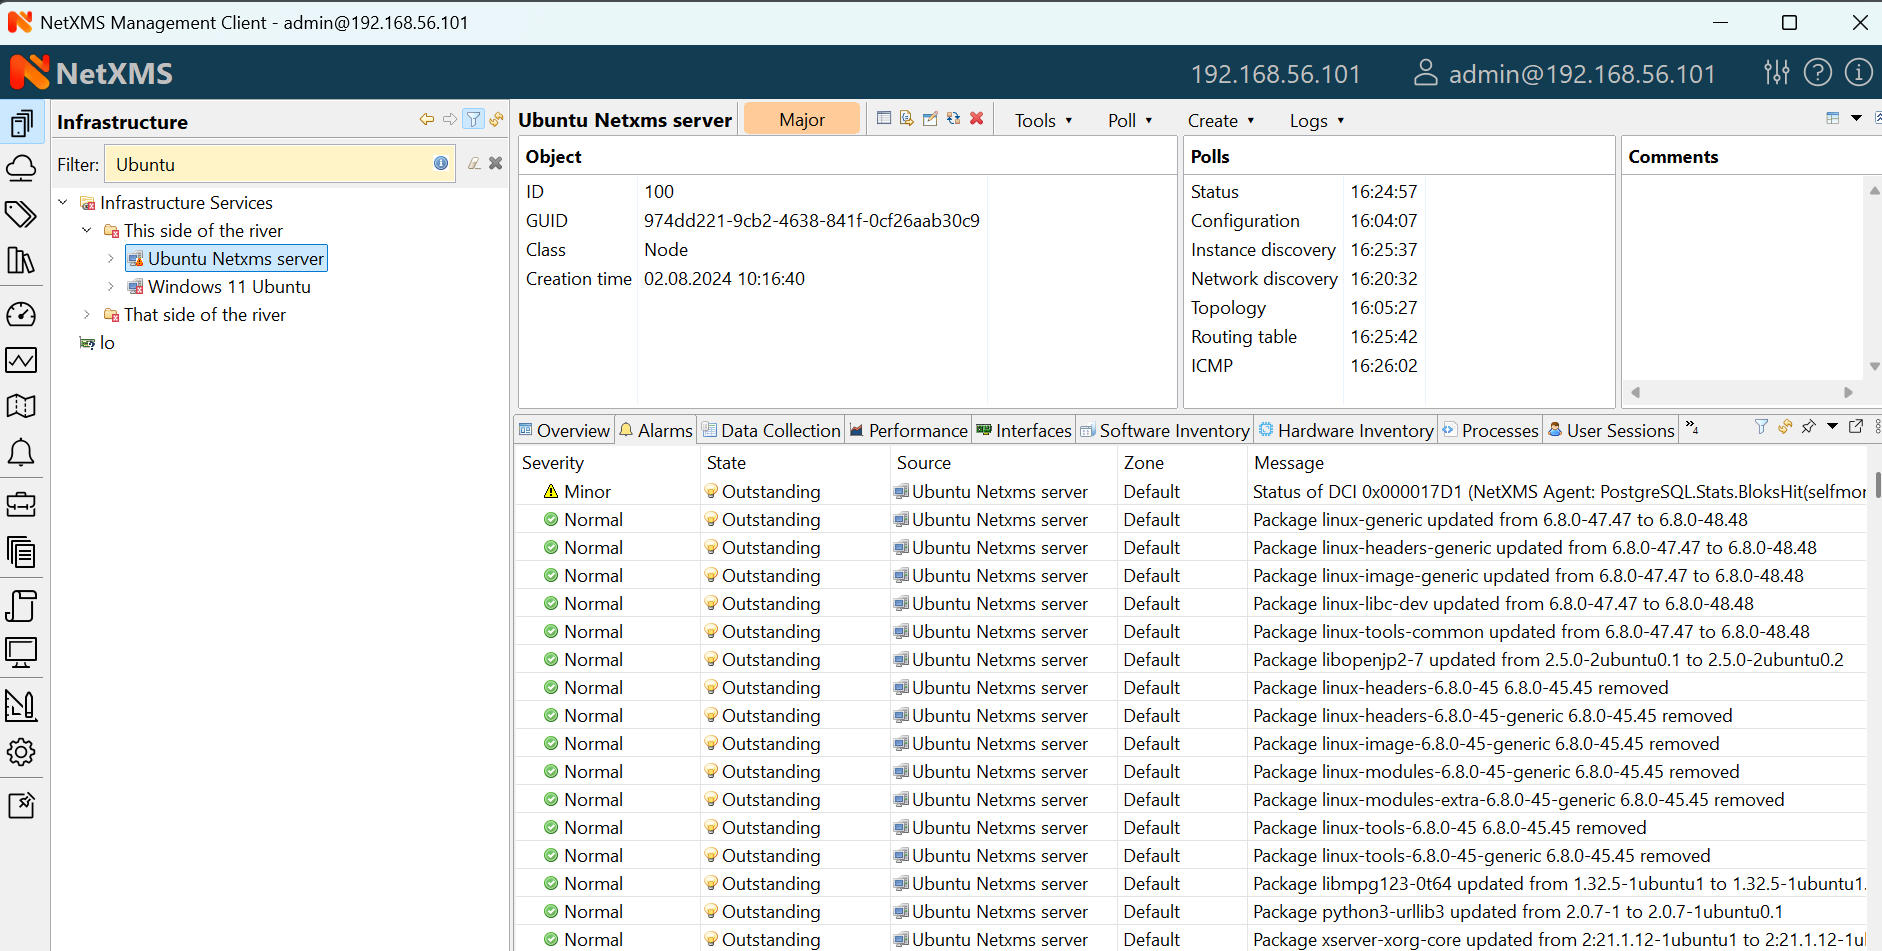 NetXMS Management Client - admin@192.168.56.101
NetXMS
192.168.56.101
admin@192.168.56.101
Infrastructure
Filter: Ubuntu
Infrastructure Services
This side of the river
Ubuntu Netxms server
Windows 11 Ubuntu
That side of the river
lo
Ubuntu Netxms server Major Tools Poll Create Logs
Object
ID 100
GUID 974dd221-9cb2-4638-841f-0cf26aab30c9
Class Node
Creation time 02.08.2024 10:16:40
Polls
Status 16:24:57
Configuration 16:04:07
Instance discovery 16:25:37
Network discovery 16:20:32
Topology 16:05:27
Routing table 16:25:42
ICMP 16:26:02
Comments
Overview Alarms Data Collection Performance Interfaces Software Inventory Hardware Inventory Processes User Sessions »4
Severity State Source Zone Message
Minor Outstanding Ubuntu Netxms server Default Status of DCI 0x000017D1 (NetXMS Agent: PostgreSQL.Stats.BloksHit(selfmor
Normal Outstanding Ubuntu Netxms server Default Package linux-generic updated from 6.8.0-47.47 to 6.8.0-48.48
Normal Outstanding Ubuntu Netxms server Default Package linux-headers-generic updated from 6.8.0-47.47 to 6.8.0-48.48
Normal Outstanding Ubuntu Netxms server Default Package linux-image-generic updated from 6.8.0-47.47 to 6.8.0-48.48
Normal Outstanding Ubuntu Netxms server Default Package linux-libc-dev updated from 6.8.0-47.47 to 6.8.0-48.48
Normal Outstanding Ubuntu Netxms server Default Package linux-tools-common updated from 6.8.0-47.47 to 6.8.0-48.48
Normal Outstanding Ubuntu Netxms server Default Package libopenjp2-7 updated from 2.5.0-2ubuntu0.1 to 2.5.0-2ubuntu0.2
Normal Outstanding Ubuntu Netxms server Default Package linux-headers-6.8.0-45 6.8.0-45.45 removed
Normal Outstanding Ubuntu Netxms server Default Package linux-headers-6.8.0-45-generic 6.8.0-45.45 removed
Normal Outstanding Ubuntu Netxms server Default Package linux-image-6.8.0-45-generic 6.8.0-45.45 removed
Normal Outstanding Ubuntu Netxms server Default Package linux-modules-6.8.0-45-generic 6.8.0-45.45 removed
Normal Outstanding Ubuntu Netxms server Default Package linux-modules-extra-6.8.0-45-generic 6.8.0-45.45 removed
Normal Outstanding Ubuntu Netxms server Default Package linux-tools-6.8.0-45 6.8.0-45.45 removed
Normal Outstanding Ubuntu Netxms server Default Package linux-tools-6.8.0-45-generic 6.8.0-45.45 removed
Normal Outstanding Ubuntu Netxms server Default Package libmpg123-0t64 updated from 1.32.5-1ubuntu1 to 1.32.5-1ubuntu1.
Normal Outstanding Ubuntu Netxms server Default Package python3-urllib3 updated from 2.0.7-1 to 2.0.7-1ubuntu0.1
Normal Outstanding Ubuntu Netxms server Default Package xserver-xorg-core updated from 2:21.1.12-1ubuntu1 to 2:21.1.12-1ul